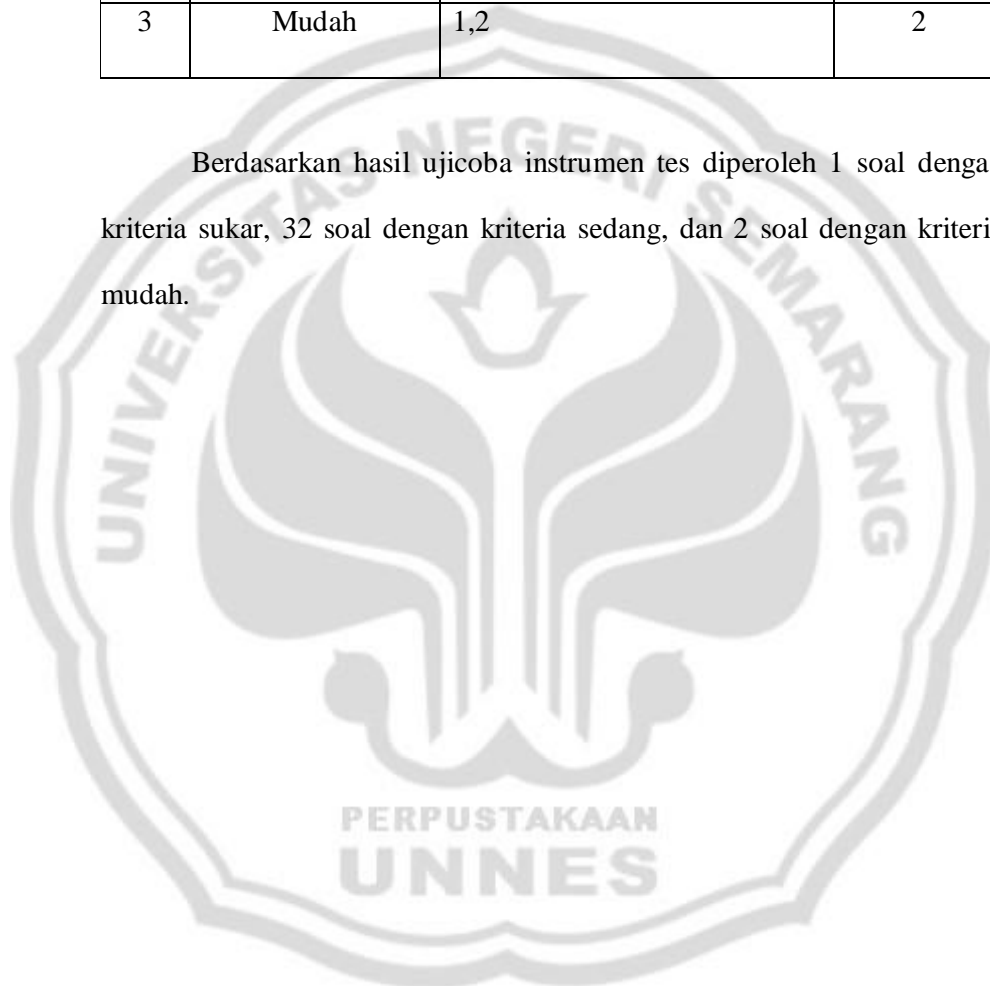 3 Mudah 1,2 2
Berdasarkan hasil ujicoba instrumen tes diperoleh 1 soal denga
kriteria sukar, 32 soal dengan kriteria sedang, dan 2 soal dengan kriteri
mudah.
UNIVERSITAS NEGERI SEMARANG
PERPUSTAKAAN
UNNES